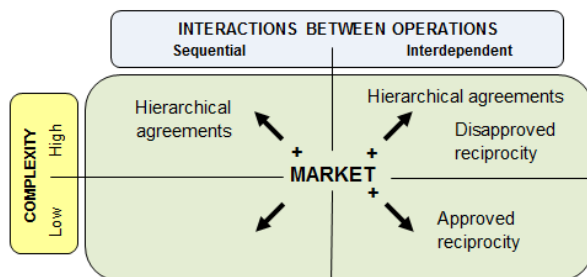 INTERACTIONS BETWEEN OPERATIONS
Sequential Interdependent
COMPLEXITY
High
Low
Hierarchical
agreements
Hierarchical agreements
Disapproved
reciprocity
+ +
MARKET
+
Approved
reciprocity